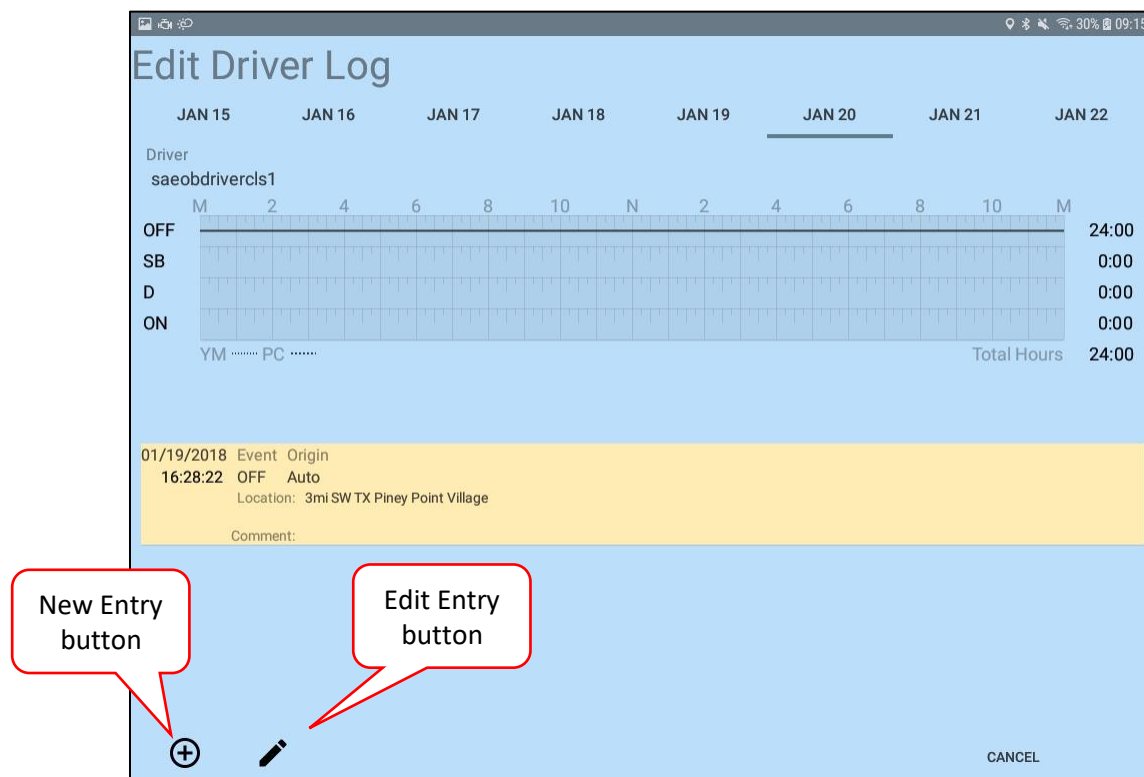 30% 09:15
Edit Driver Log
JAN 15 JAN 16 JAN 17 JAN 18 JAN 19 JAN 20 JAN 21 JAN 22
Driver
saeobdrivercls1
M 2 4 6 8 10 N 2 4 6 8 10 M
OFF 24:00
SB 0:00
D 0:00
ON 0:00
YM PC Total Hours 24:00
01/19/2018 Event Origin
16:28:22 OFF Auto
Location: 3mi SW TX Piney Point Village
Comment:
New Entry
button
Edit Entry
button
CANCEL